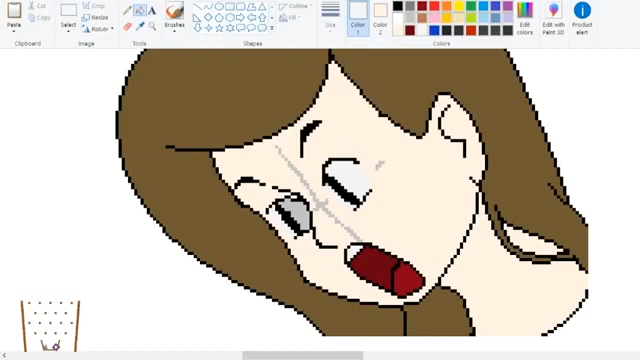 Cut
Copy
Paste
Crop
Resize
Rotate
Select
Brushes
Outline
Fill
Size
Color 1
Color 2
Edit colors
Edit with Paint 3D
Product alert
Clipboard
Image
Tools
Shapes
Colors